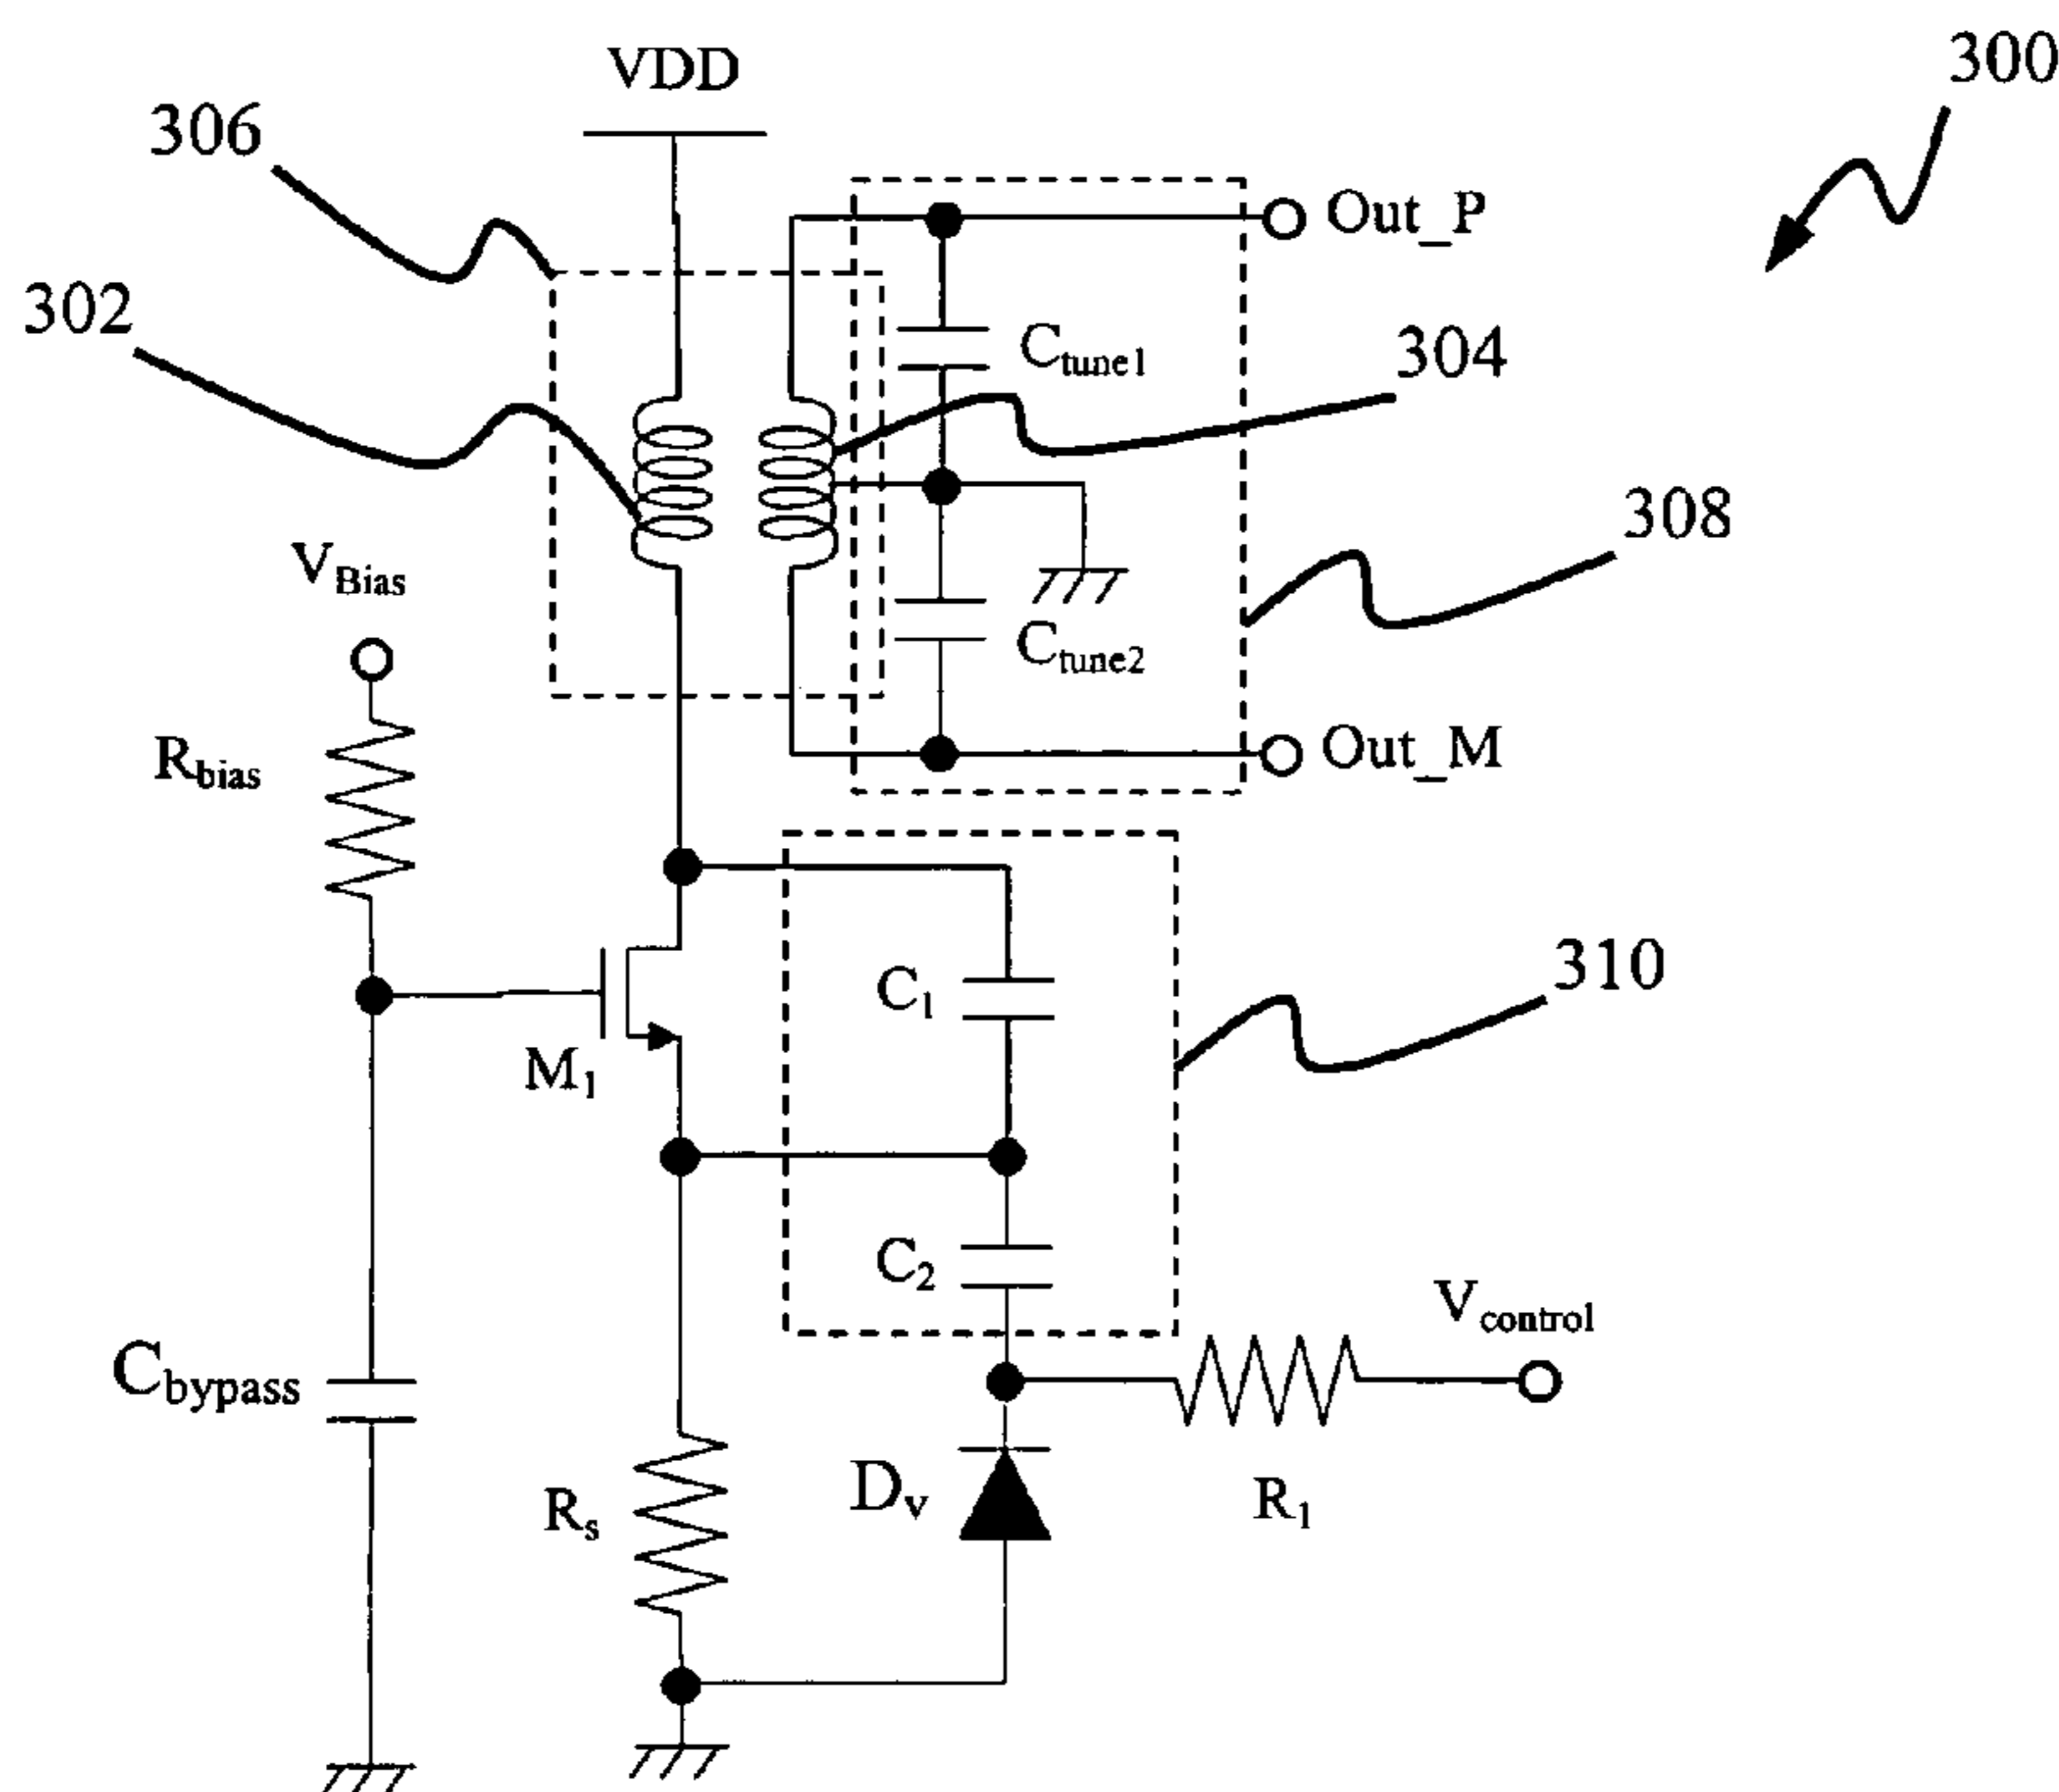 VDD
300
306
Out_P
302
Ctune1
304
308
VBias
Ctune2
Out_M
Rbias
310
C1
M1
C2
Vcontrol
Cbypass
Dv
R1
Rs